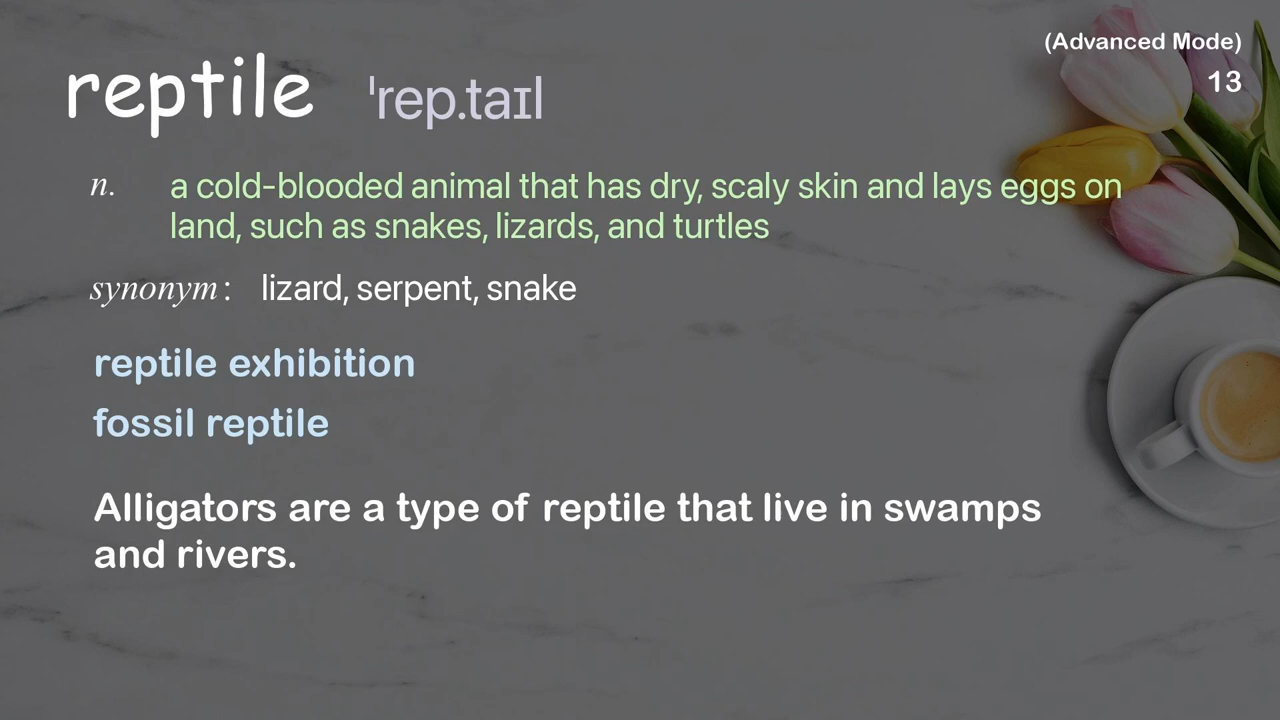 (Advanced Mode)
13
reptile ˈrep.taɪl
n. a cold-blooded animal that has dry, scaly skin and lays eggs on
land, such as snakes, lizards, and turtles
synonym: lizard, serpent, snake
reptile exhibition
fossil reptile
Alligators are a type of reptile that live in swamps
and rivers.